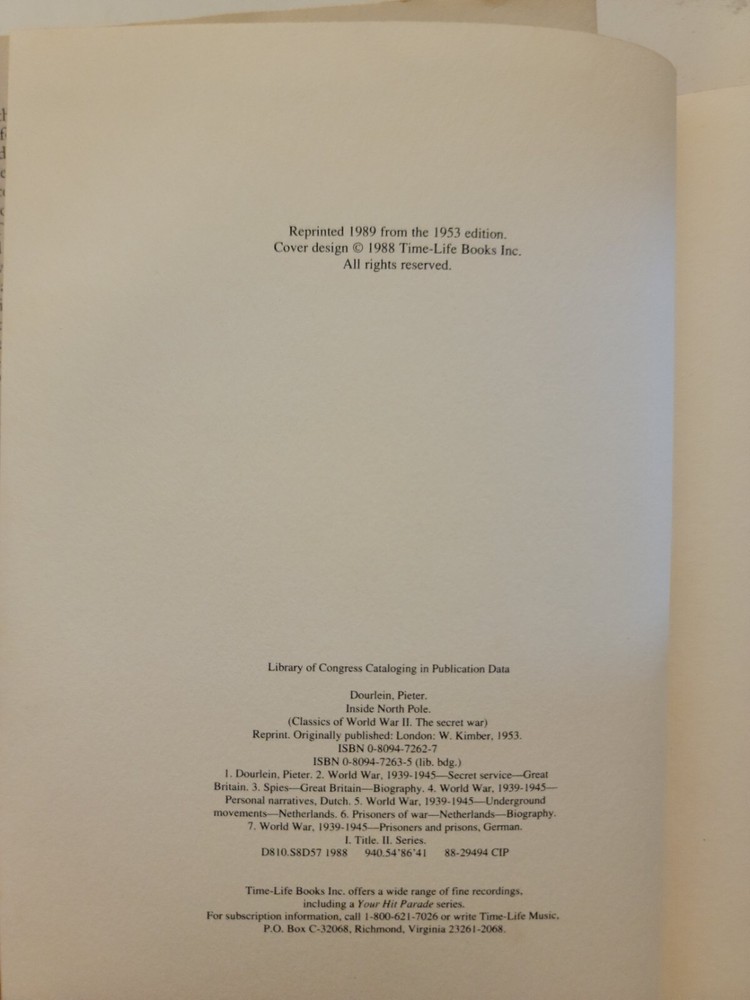 Reprinted 1989 from the 1953 edition.
Cover design © 1988 Time-Life Books Inc.
All rights reserved.
Library of Congress Cataloging in Publication Data
Dourlein, Pieter.
Inside North Pole.
(Classics of World War II. The secret war)
Reprint. Originally published: London: W. Kimber, 1953.
ISBN 0-8094-7262-7
ISBN 0-8094-7263-5 (lib. bdg.)
1. Dourlein, Pieter. 2. World War, 1939-1945—Secret service—Great
Britain. 3. Spies—Great Britain—Biography. 4. World War, 1939-1945—
Personal narratives, Dutch. 5. World War, 1939-1945—Underground
movements—Netherlands. 6. Prisoners of war—Netherlands—Biography.
7. World War, 1939-1945—Prisoners and prisons, German.
I. Title. II. Series.
D810.S8D57 1988 940.54'86'41 88-29494 CIP
Time-Life Books Inc. offers a wide range of fine recordings,
including a Your Hit Parade series.
For subscription information, call 1-800-621-7026 or write Time-Life Music,
P.O. Box C-32068, Richmond, Virginia 23261-2068.